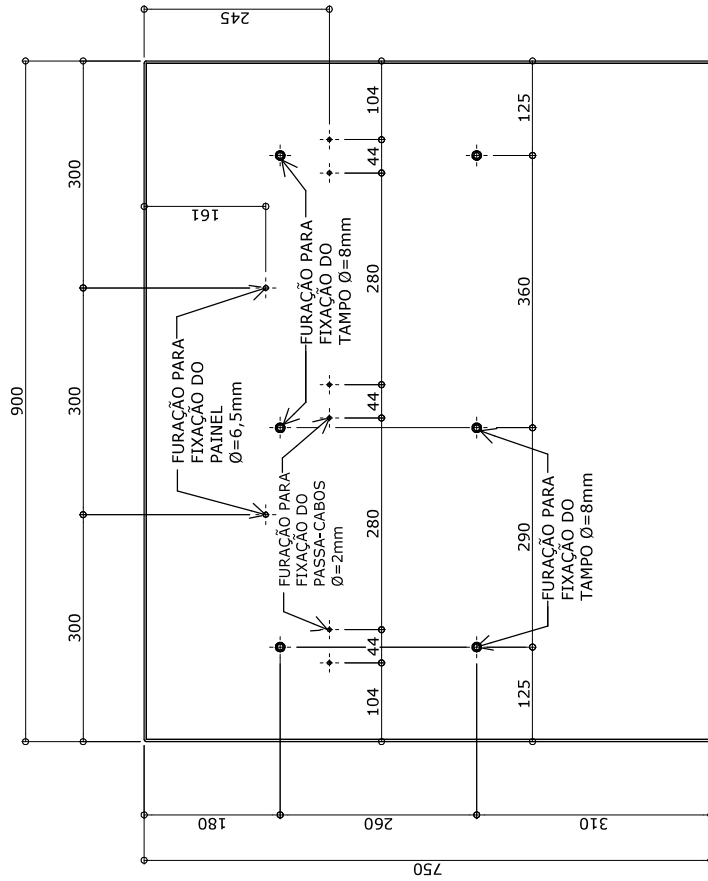 900
300
300
300
245
161
FURAÇÃO PARA
FIXAÇÃO DO
PAINEL
Ø=6,5mm
FURAÇÃO PARA
FIXAÇÃO DO
TAMPO Ø=8mm
FURAÇÃO PARA
FIXAÇÃO DO
PASSA-CABOS
Ø=2mm
104
44
280
44
280
44
104
FURAÇÃO PARA
FIXAÇÃO DO
TAMPO Ø=8mm
125
290
360
125
180
260
310
750